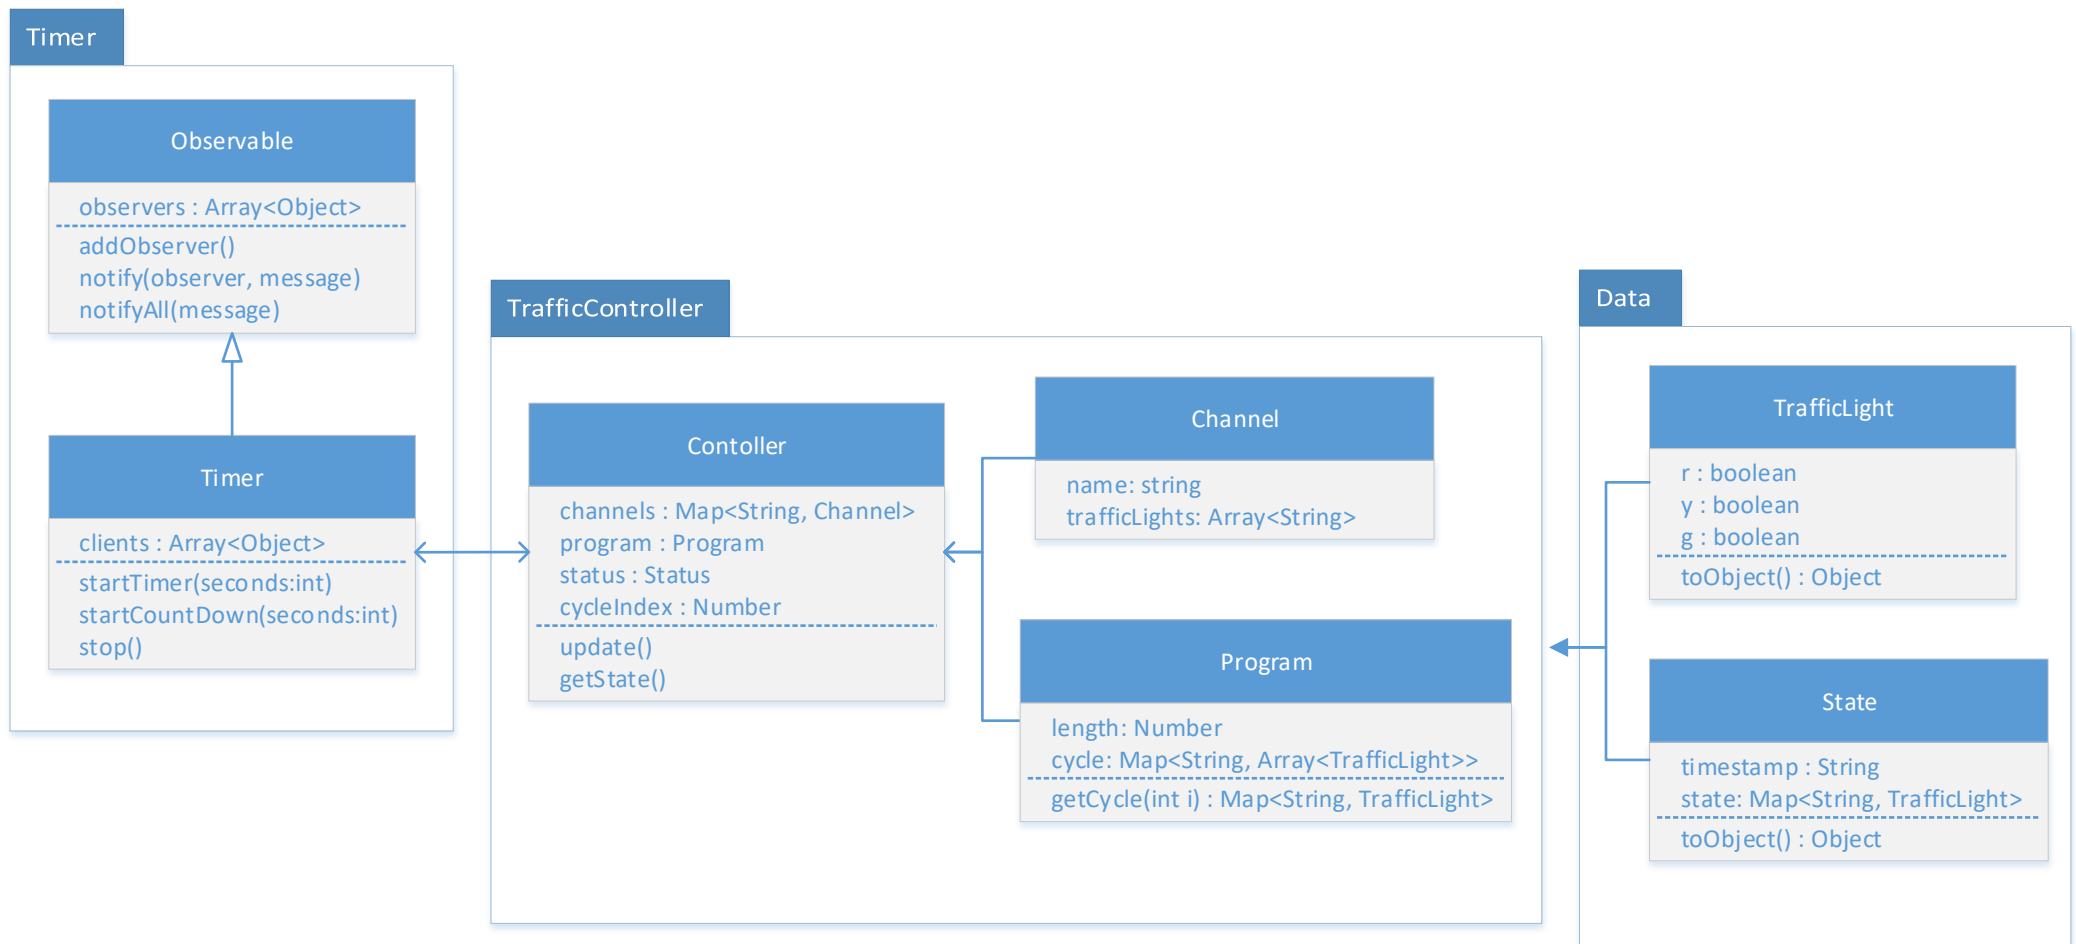 Timer
Observable
observers : Array<Object>
addObserver()
notify(observer, message)
notifyAll(message)
Timer
clients : Array<Object>
startTimer(seconds:int)
startCountDown(seconds:int)
stop()
TrafficController
Contoller
channels : Map<String, Channel>
program : Program
status : Status
cycleIndex : Number
update()
getState()
Channel
name: string
trafficLights: Array<String>
Program
length: Number
cycle: Map<String, Array<TrafficLight>>
getCycle(int i) : Map<String, TrafficLight>
Data
TrafficLight
r : boolean
y : boolean
g : boolean
toObject() : Object
State
timestamp : String
state: Map<String, TrafficLight>
toObject() : Object